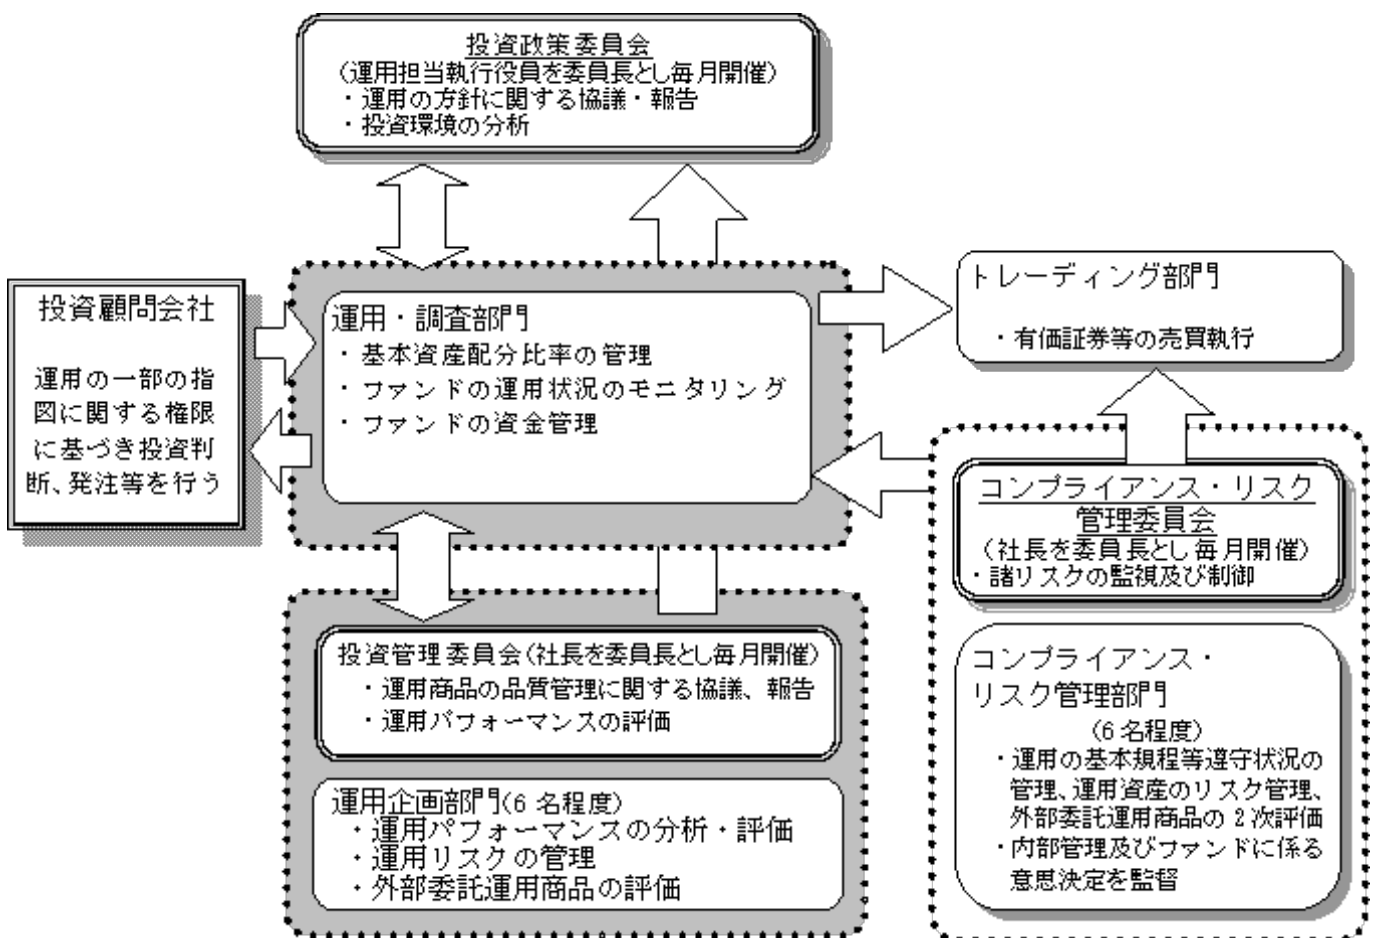 投資政策委員会
(運用担当執行役員を委員長とし毎月開催)
・運用の方針に関する協議・報告
・投資環境の分析
投資顧問会社
運用の一部の指
図に関する権限
に基づき投資判
断、発注等を行う
運用・調査部門
・基本資産配分比率の管理
・ファンドの運用状況のモニタリング
・ファンドの資金管理
トレーディング部門
・有価証券等の売買執行
コンプライアンス・リスク
管理委員会
(社長を委員長とし毎月開催)
・諸リスクの監視及び制御
投資管理委員会(社長を委員長とし毎月開催)
・運用商品の品質管理に関する協議、報告
・運用パフォーマンスの評価
運用企画部門(6名程度)
・運用パフォーマンスの分析・評価
・運用リスクの管理
・外部委託運用商品の評価
コンプライアンス・
リスク管理部門
(6名程度)
・運用の基本規程等遵守状況の
管理、運用資産のリスク管理、
外部委託運用商品の2次評価
・内部管理及びファンドに係る
意思決定を監督